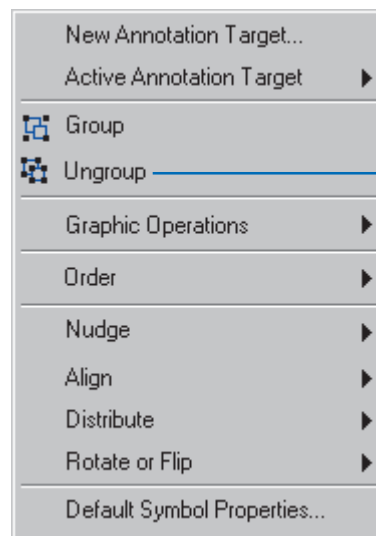 New Annotation Target...
Active Annotation Target
Group
Ungroup
Graphic Operations
Order
Nudge
Align
Distribute
Rotate or Flip
Default Symbol Properties...